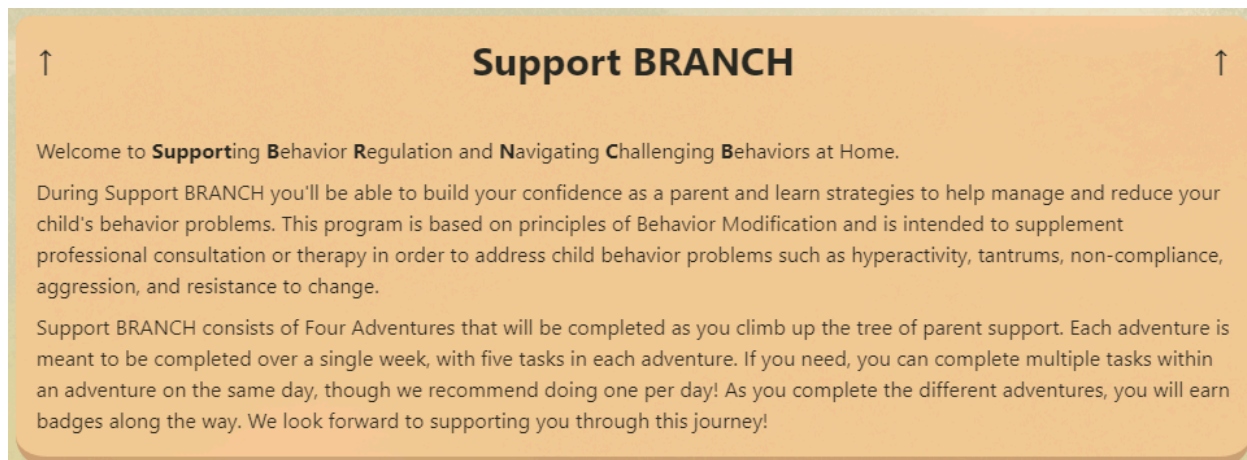 ↑ Support BRANCH ↑
Welcome to Supporting Behavior Regulation and Navigating Challenging Behaviors at Home.
During Support BRANCH you'll be able to build your confidence as a parent and learn strategies to help manage and reduce your
child's behavior problems. This program is based on principles of Behavior Modification and is intended to supplement
professional consultation or therapy in order to address child behavior problems such as hyperactivity, tantrums, non-compliance,
aggression, and resistance to change.
Support BRANCH consists of Four Adventures that will be completed as you climb up the tree of parent support. Each adventure is
meant to be completed over a single week, with five tasks in each adventure. If you need, you can complete multiple tasks within
an adventure on the same day, though we recommend doing one per day! As you complete the different adventures, you will earn
badges along the way. We look forward to supporting you through this journey!